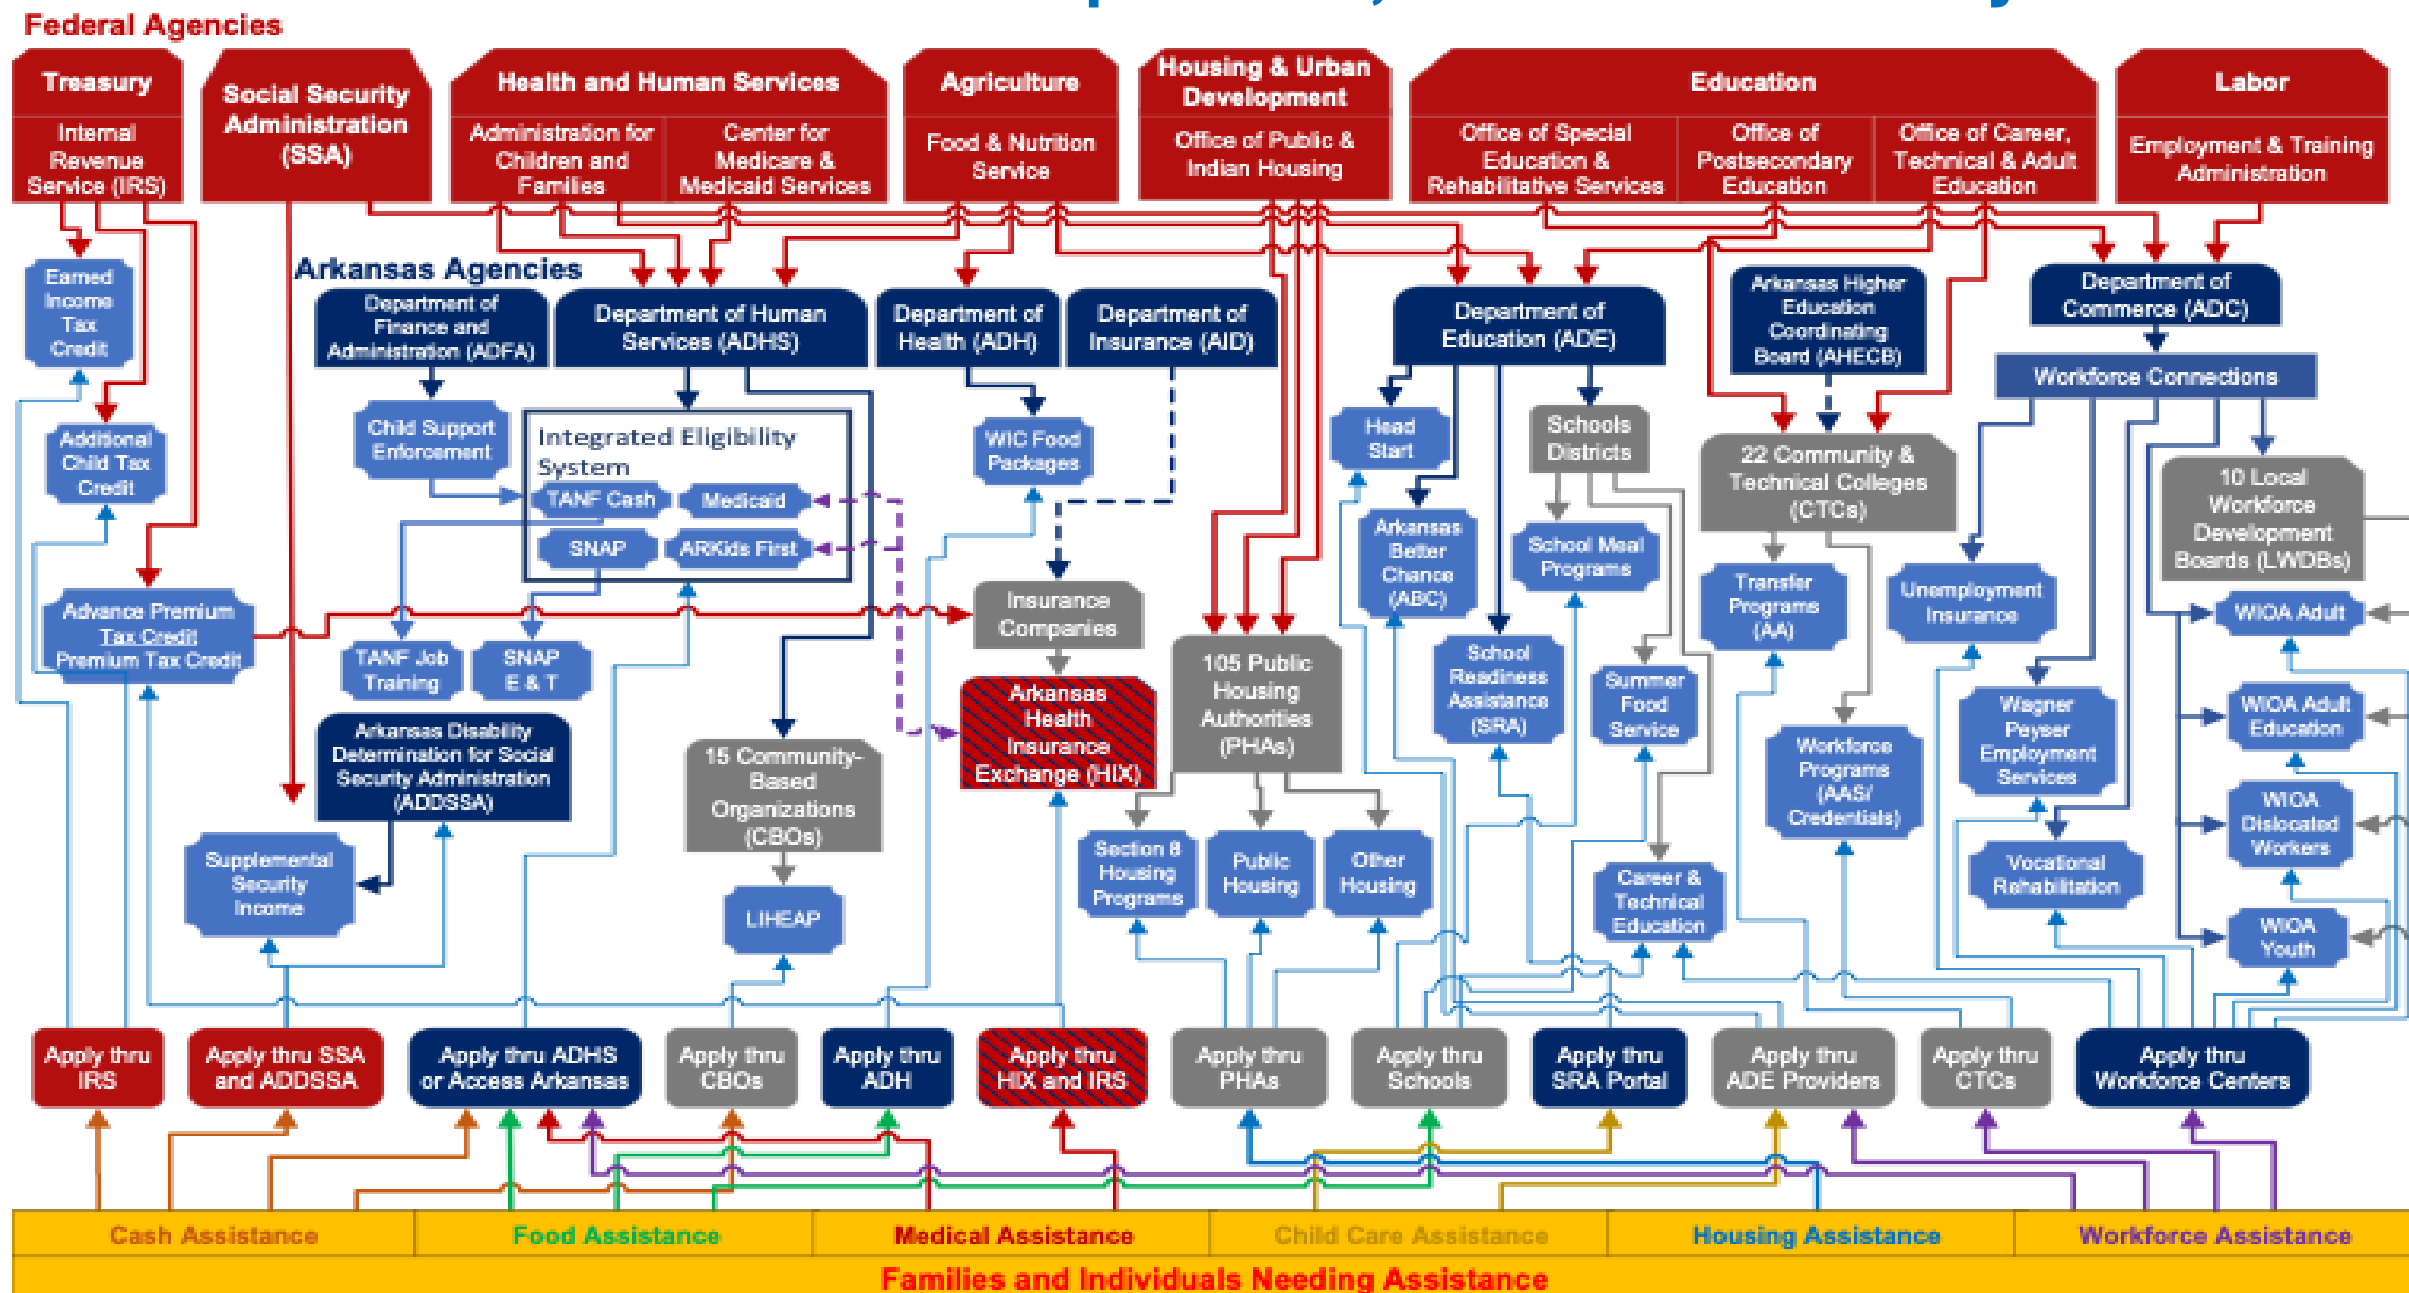 Federal Agencies
Treasury
Internal
Revenue
Service (IRS)
Social Security
Administration
(SSA)
Health and Human Services
Administration for
Children and
Families
Center for
Medicare &
Medicaid Services
Agriculture
Food & Nutrition
Service
Housing & Urban
Development
Office of Public &
Indian Housing
Education
Office of Special
Education &
Rehabilitative Services
Office of
Postsecondary
Education
Office of Career,
Technical & Adult
Education
Labor
Employment & Training
Administration
Arkansas Agencies
Earned
Income
Tax
Credit
Department of
Finance and
Administration (ADFA)
Department of Human
Services (ADHS)
Department of
Health (ADH)
Department of
Insurance (AID)
Department of
Education (ADE)
Arkansas Higher
Education
Coordinating
Board (AHECB)
Department of
Commerce (ADC)
Workforce Connections
Additional
Child Tax
Credit
Child Support
Enforcement
Integrated Eligibility
System
TANF Cash
Medicaid
SNAP
ARKids First
WIC Food
Packages
Head
Start
Schools
Districts
22 Community &
Technical Colleges
(CTCs)
10 Local
Workforce
Development
Boards (LWDBs)
Arkansas
Better
Chance
(ABC)
School Meal
Programs
Transfer
Programs
(AA)
Unemployment
Insurance
WIOA Adult
Advance Premium
Tax Credit
Premium Tax Credit
TANF Job
Training
SNAP
E & T
Insurance
Companies
105 Public
Housing
Authorities
(PHAs)
School
Readiness
Assistance
(SRA)
Summer
Food
Service
Arkansas
Health
Insurance
Exchange (HIX)
Wagner
Peyser
Employment
Services
WIOA Adult
Education
Arkansas Disability
Determination for Social
Security Administration
(ADDSSA)
15 Community-
Based
Organizations
(CBOs)
Workforce
Programs
(AAS/
Credentials)
WIOA
Dislocated
Workers
Supplemental
Security
Income
LIHEAP
Section 8
Housing
Programs
Public
Housing
Other
Housing
Career &
Technical
Education
Vocational
Rehabilitation
WIOA
Youth
Apply thru
IRS
Apply thru SSA
and ADDSSA
Apply thru ADHS
or Access Arkansas
Apply thru
CBOs
Apply thru
ADH
Apply thru
HIX and IRS
Apply thru
PHAs
Apply thru
Schools
Apply thru
SRA Portal
Apply thru
ADE Providers
Apply thru
CTCs
Apply thru
Workforce Centers
Cash Assistance
Food Assistance
Medical Assistance
Child Care Assistance
Housing Assistance
Workforce Assistance
Families and Individuals Needing Assistance